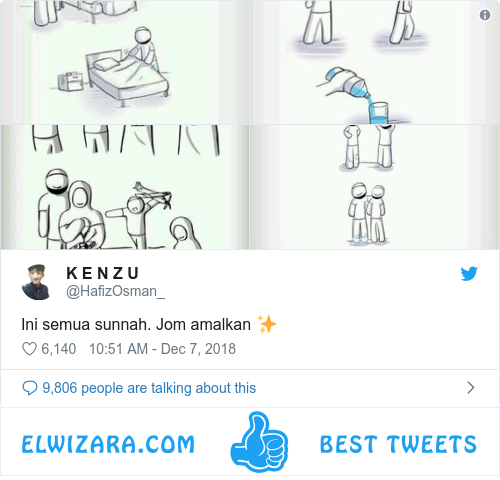 K E N Z U
@HafizOsman_
Ini semua sunnah. Jom amalkan ✨
6,140 10:51 AM - Dec 7, 2018
9,806 people are talking about this
ELWIZARA.COM BEST TWEETS